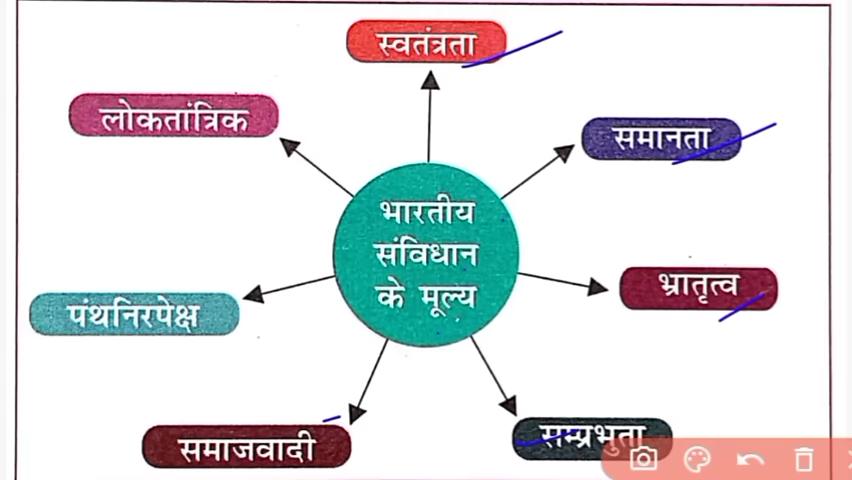 स्वतंत्रता
लोकतांत्रिक
समानता
भारतीय
संविधान
के मूल्य
भ्रातृत्व
पंथनिरपेक्ष
समाजवादी
सम्प्रभुता